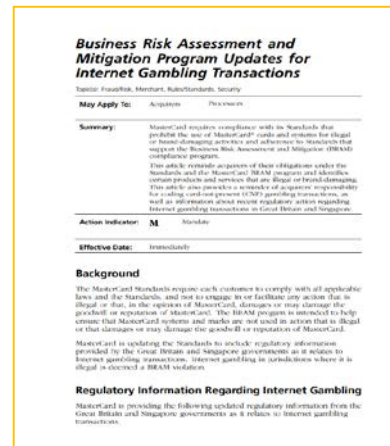 Business Risk Assessment and
Mitigation Program Updates for
Internet Gambling Transactions
Topics: Fraud/Risk, Merchant, Rules/Standards, Security
May Apply To: Acquirers Processors
Summary: MasterCard requires compliance with its Standards that
prohibit the use of MasterCard® cards and systems for illegal
or brand-damaging activities and adherence to Standards that
support the Business Risk Assessment and Mitigation (BRAM)
compliance program.
This article reminds acquirers of their obligations under the
Standards and the MasterCard BRAM program and identifies
certain products and services that are illegal or brand-damaging.
This article also provides a reminder of acquirers' responsibility
for coding card-not-present (CNP) gambling transactions, as
well as information about recent regulatory action regarding
Internet gambling transactions in Great Britain and Singapore.
Action Indicator: M Mandate
Effective Date: Immediately
Background
The MasterCard Standards require each customer to comply with all applicable
laws and the Standards, and not to engage in or facilitate any action that is
illegal or that, in the opinion of MasterCard, damages or may damage the
goodwill or reputation of MasterCard. The BRAM program is intended to help
ensure that MasterCard systems and marks are not used in action that is illegal
or that damages or may damage the goodwill or reputation of MasterCard.
MasterCard is updating the Standards to include regulatory information
provided by the Great Britain and Singapore governments as it relates to
Internet gambling transactions. Internet gambling in jurisdictions where it is
illegal is deemed a BRAM violation.
Regulatory Information Regarding Internet Gambling
MasterCard is providing the following updated regulatory information from the
Great Britain and Singapore governments as it relates to Internet gambling
transactions.